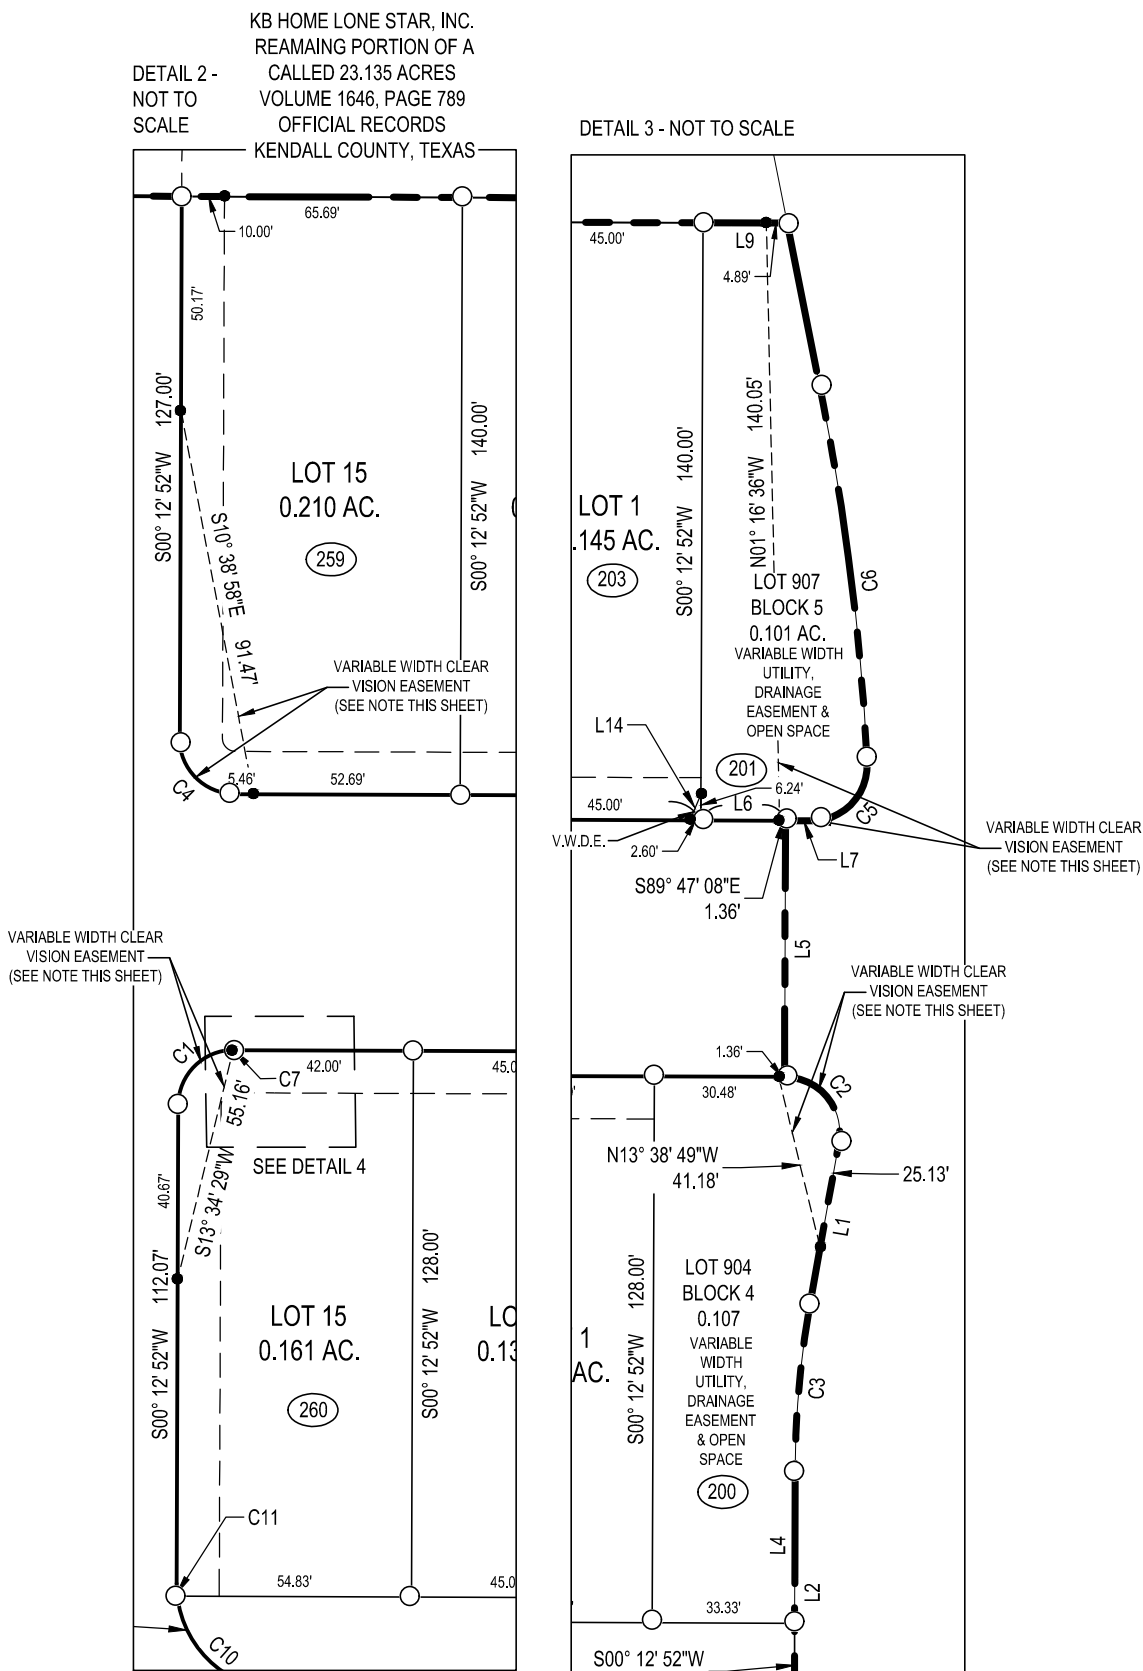 KB HOME LONE STAR, INC.
REAMAING PORTION OF A
CALLED 23.135 ACRES
VOLUME 1646, PAGE 789
OFFICIAL RECORDS
KENDALL COUNTY, TEXAS
DETAIL 2 -
NOT TO
SCALE
65.69'
10.00'
50.17'
S00° 12' 52"W 127.00'
S10° 38' 58"E 91.47'
LOT 15
0.210 AC.
259
S00° 12' 52"W 140.00'
VARIABLE WIDTH CLEAR
VISION EASEMENT
(SEE NOTE THIS SHEET)
C4
5.46'
52.69'
VARIABLE WIDTH CLEAR
VISION EASEMENT
(SEE NOTE THIS SHEET)
C1
C7
42.00'
45.0
55.16'
S13° 34' 29"W
SEE DETAIL 4
40.67'
S00° 12' 52"W 112.07'
LOT 15
0.161 AC.
260
S00° 12' 52"W 128.00'
LO
0.13
C11
54.83'
45.0
C10
DETAIL 3 - NOT TO SCALE
45.00'
L9
4.89'
LOT 1
.145 AC.
203
S00° 12' 52"W 140.00'
N01° 16' 36"W 140.05'
LOT 907
BLOCK 5
0.101 AC.
VARIABLE WIDTH
UTILITY,
DRAINAGE
EASEMENT &
OPEN SPACE
C6
L14
201
6.24'
45.00'
L6
C5
V.W.D.E.
2.60'
L7
S89° 47' 08"E
1.36'
VARIABLE WIDTH CLEAR
VISION EASEMENT
(SEE NOTE THIS SHEET)
L5
VARIABLE WIDTH CLEAR
VISION EASEMENT
(SEE NOTE THIS SHEET)
1.36'
30.48'
C2
N13° 38' 49"W
41.18'
25.13'
L1
S00° 12' 52"W 128.00'
LOT 904
BLOCK 4
0.107
VARIABLE
WIDTH
UTILITY,
DRAINAGE
EASEMENT
& OPEN
SPACE
200
1
AC.
C3
L4
L2
33.33'
S00° 12' 52"W